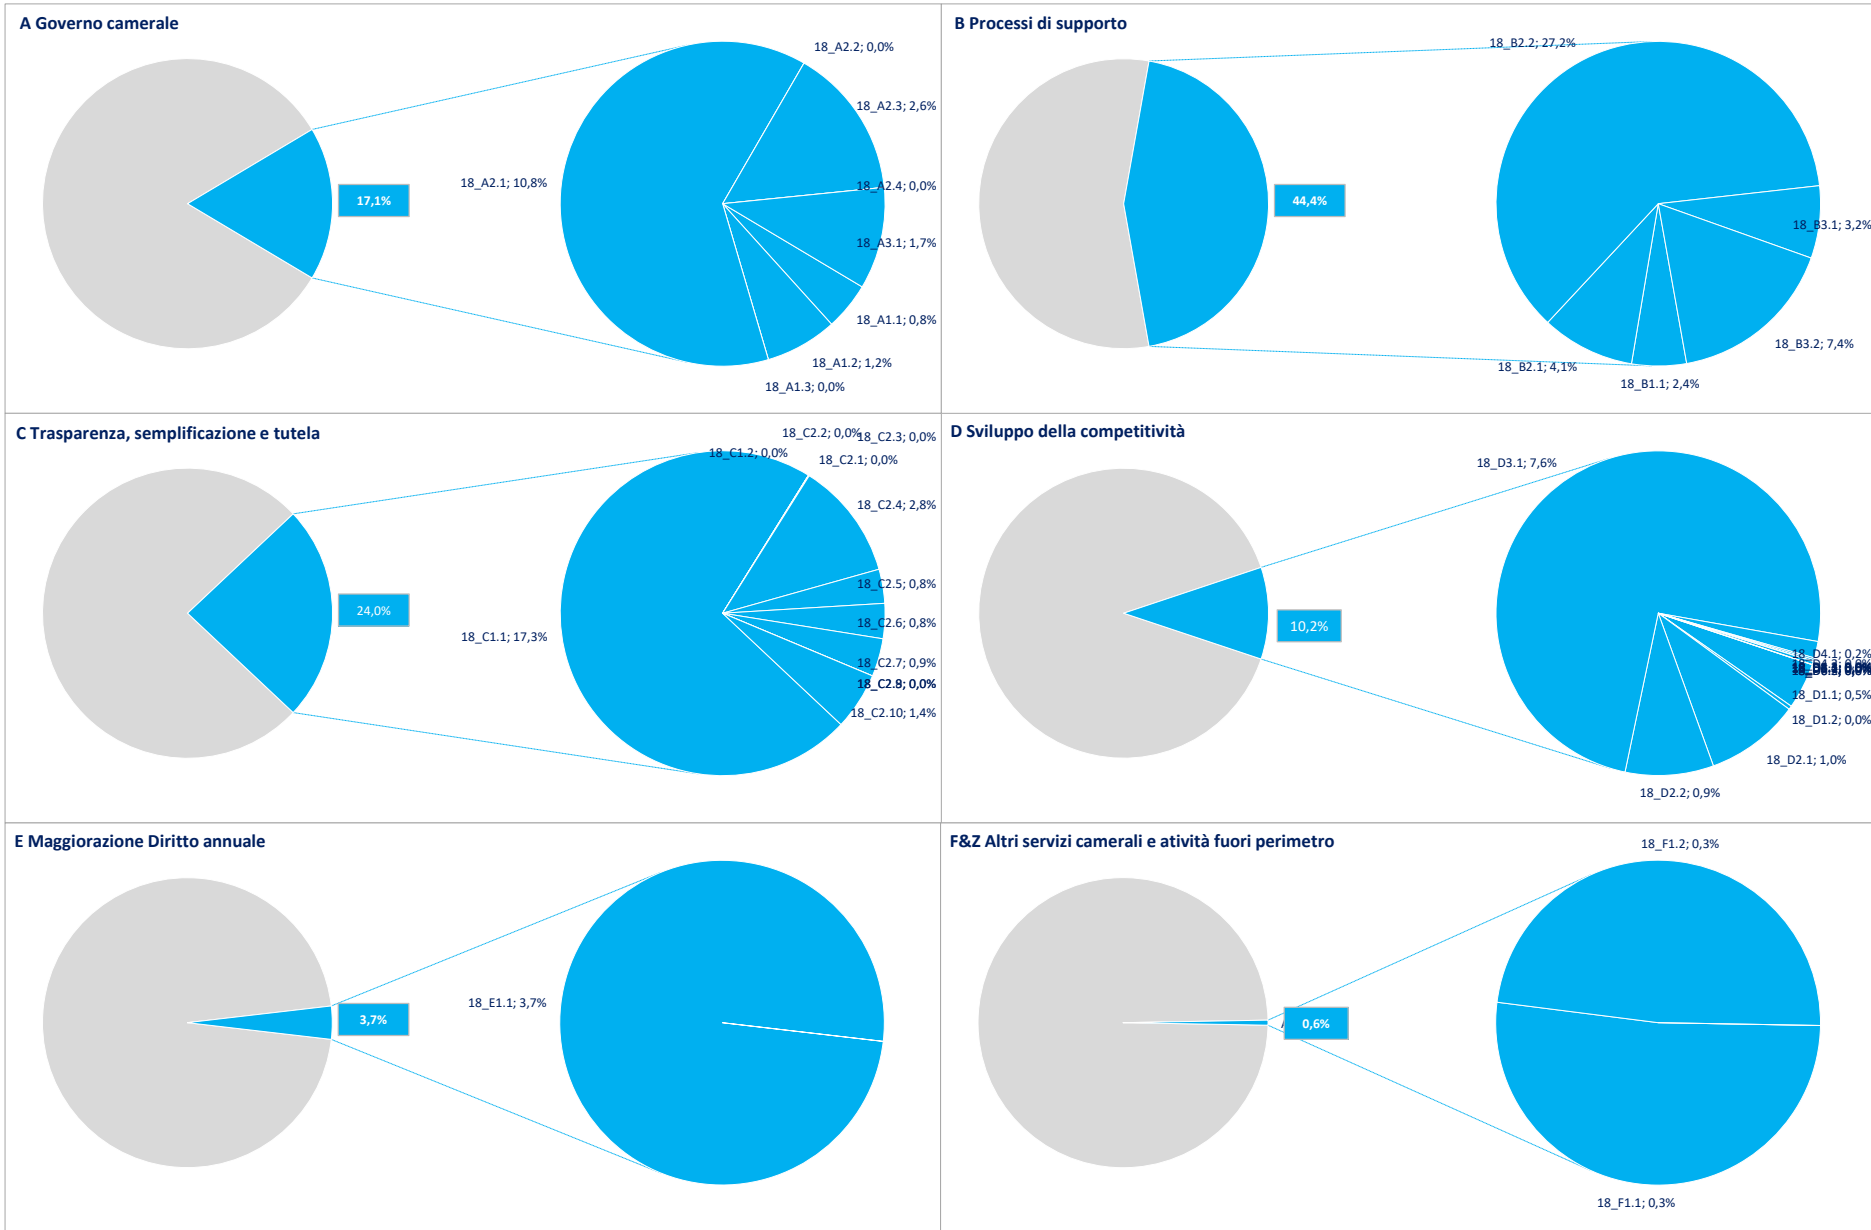 A Governo camerale
18_A2.2; 0,0%
18_A2.3; 2,6%
18_A2.1; 10,8%
18_A2.4; 0,0%
17,1%
18_A3.1; 1,7%
18_A1.1; 0,8%
18_A1.2; 1,2%
18_A1.3; 0,0%
B Processi di supporto
18_B2.2; 27,2%
44,4%
18_B3.1; 3,2%
18_B3.2; 7,4%
18_B2.1; 4,1%
18_B1.1; 2,4%
C Trasparenza, semplificazione e tutela
18_C2.2; 0,0%
18_C2.3; 0,0%
18_C1.2; 0,0%
18_C2.1; 0,0%
18_C2.4; 2,8%
18_C2.5; 0,8%
24,0%
18_C2.6; 0,8%
18_C1.1; 17,3%
18_C2.7; 0,9%
18_C2.10; 1,4%
D Sviluppo della competitività
18_D3.1; 7,6%
10,2%
18_D4.1; 0,2%
18_D1.1; 0,5%
18_D1.2; 0,0%
18_D2.1; 1,0%
18_D2.2; 0,9%
E Maggiorazione Diritto annuale
18_E1.1; 3,7%
3,7%
F&Z Altri servizi camerali e atività fuori perimetro
18_F1.2; 0,3%
0,6%
18_F1.1; 0,3%